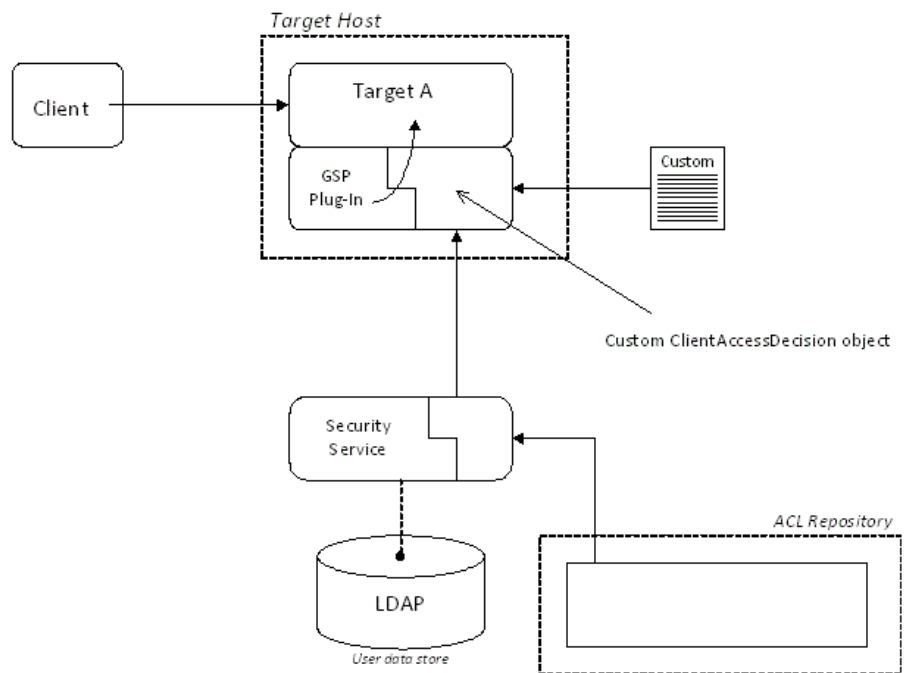 Target Host
Client
Target A
GSP
Plug-In
Custom
Custom ClientAccessDecision object
Security
Service
ACL Repository
LDAP
User data store